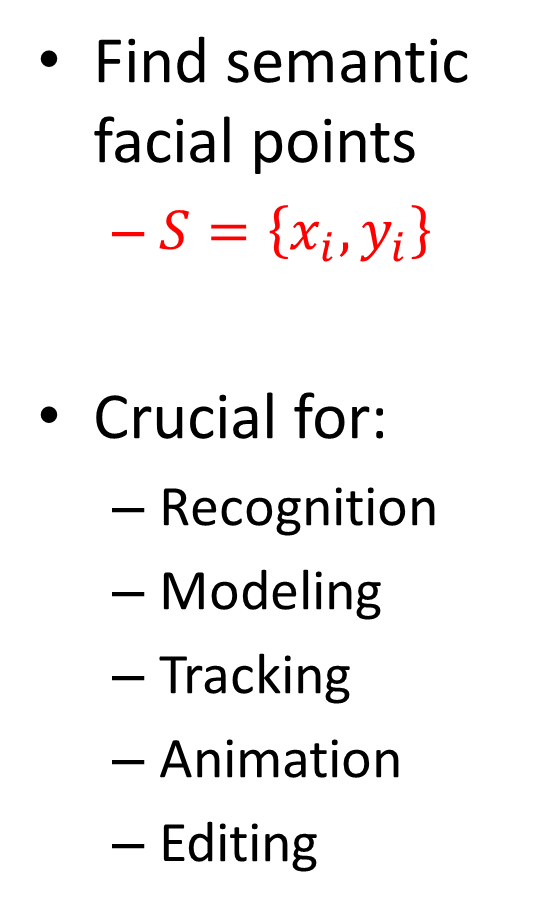 • Find semantic
facial points
– S = {xᵢ, yᵢ}
• Crucial for:
– Recognition
– Modeling
– Tracking
– Animation
– Editing